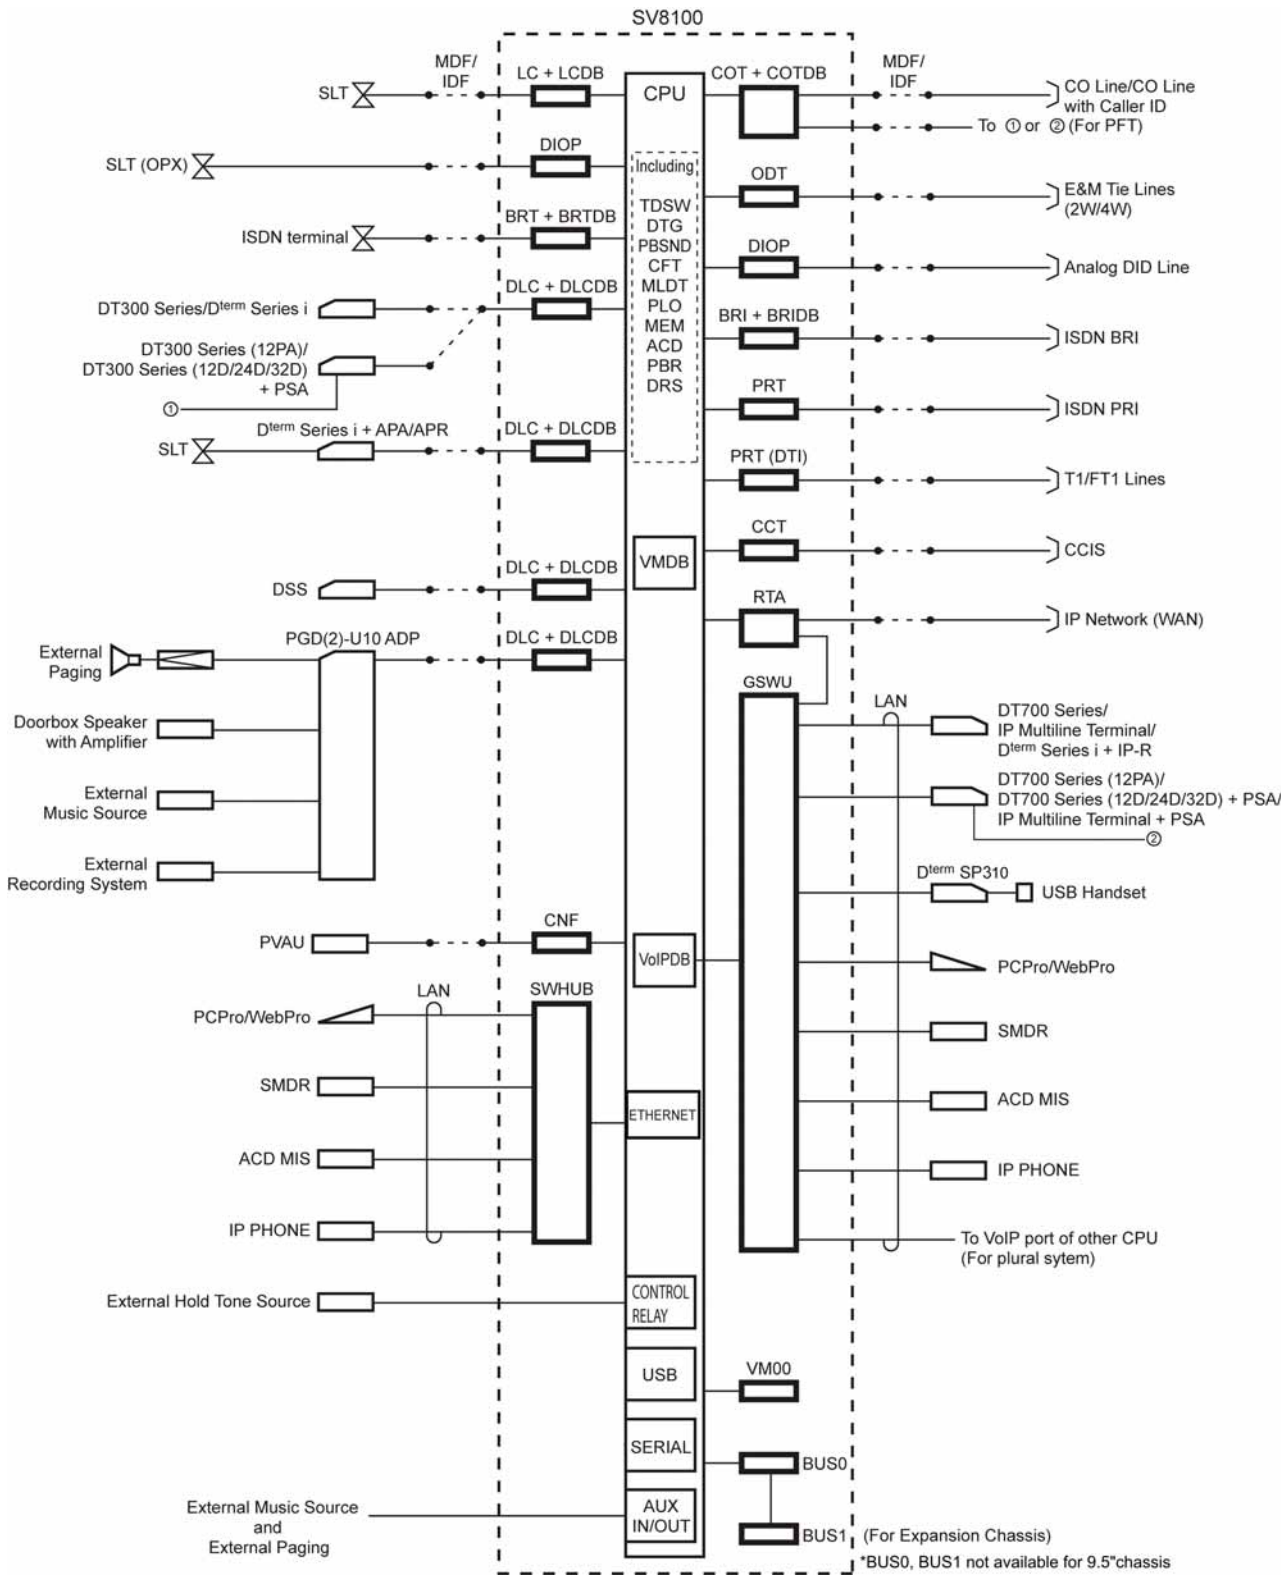 SV8100
MDF/
IDF
LC + LCDB
CPU
COT + COTDB
MDF/
IDF
SLT
CO Line/CO Line
with Caller ID
To ① or ② (For PFT)
SLT (OPX)
DIOP
Including
TDSW
DTG
PBSND
CFT
MLDT
PLO
MEM
ACD
PBR
DRS
ODT
E&M Tie Lines
(2W/4W)
ISDN terminal
BRT + BRTDB
DIOP
Analog DID Line
DT300 Series/Dterm Series i
DLC + DLCDB
BRI + BRIDB
ISDN BRI
DT300 Series (12PA)/
DT300 Series (12D/24D/32D)
+ PSA
①
PRT
ISDN PRI
SLT
Dterm Series i + APA/APR
DLC + DLCDB
PRT (DTI)
T1/FT1 Lines
VMDB
CCT
CCIS
DSS
DLC + DLCDB
RTA
IP Network (WAN)
External
Paging
PGD(2)-U10 ADP
DLC + DLCDB
GSWU
LAN
Doorbox Speaker
with Amplifier
DT700 Series/
IP Multiline Terminal/
Dterm Series i + IP-R
External
Music Source
DT700 Series (12PA)/
DT700 Series (12D/24D/32D) + PSA/
IP Multiline Terminal + PSA
②
External
Recording System
Dterm SP310
USB Handset
PVAU
CNF
VoIPDB
PCPro/WebPro
LAN
SWHUB
PCPro/WebPro
SMDR
SMDR
ETHERNET
ACD MIS
ACD MIS
IP PHONE
IP PHONE
To VoIP port of other CPU
(For plural sytem)
External Hold Tone Source
CONTROL
RELAY
USB
VM00
SERIAL
BUS0
External Music Source
and
External Paging
AUX
IN/OUT
BUS1
(For Expansion Chassis)
*BUS0, BUS1 not available for 9.5"chassis